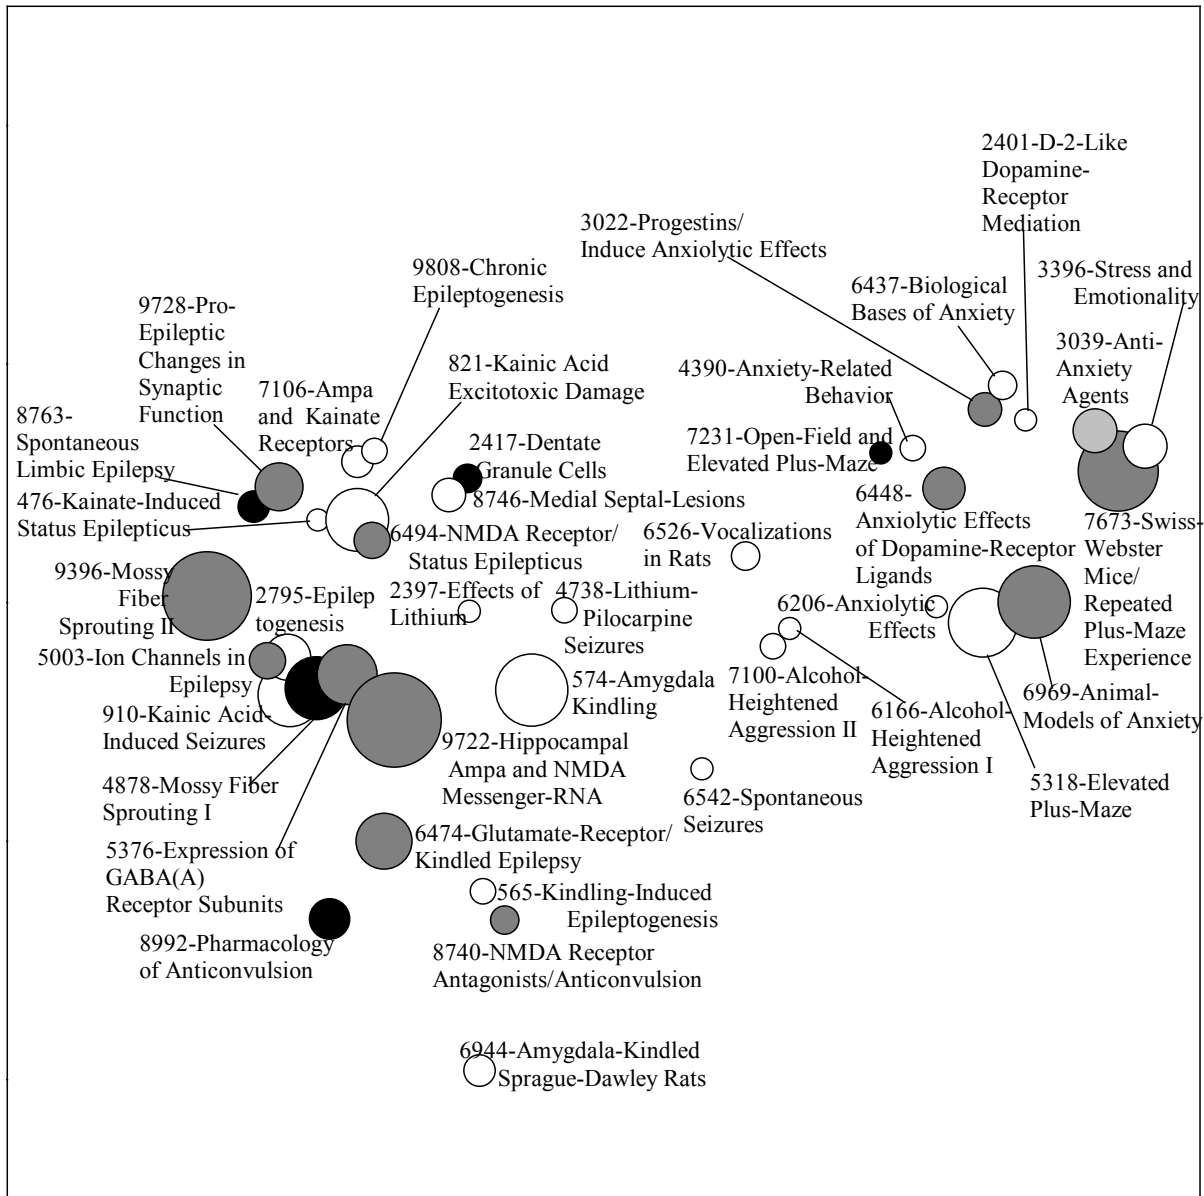 2401-D-2-Like
Dopamine-
Receptor
Mediation
3022-Progestins/
Induce Anxiolytic Effects
9808-Chronic
Epileptogenesis
6437-Biological
Bases of Anxiety
3396-Stress and
Emotionality
9728-Pro-
Epileptic
Changes in
Synaptic
Function
821-Kainic Acid
Excitotoxic Damage
4390-Anxiety-Related
Behavior
3039-Anti-
Anxiety
Agents
7106-Ampa
and Kainate
Receptors
8763-
Spontaneous
Limbic Epilepsy
2417-Dentate
Granule Cells
7231-Open-Field and
Elevated Plus-Maze
476-Kainate-Induced
Status Epilepticus
8746-Medial Septal-Lesions
6448-
Anxiolytic Effects
of Dopamine-Receptor
Ligands
7673-Swiss-
Webster
Mice/
Repeated
Plus-Maze
Experience
6494-NMDA Receptor/
Status Epilepticus
6526-Vocalizations
in Rats
9396-Mossy
Fiber
Sprouting II
2795-Epilep
togenesis
2397-Effects of
Lithium
4738-Lithium-
Pilocarpine
Seizures
6206-Anxiolytic
Effects
5003-Ion Channels in
Epilepsy
574-Amygdala
Kindling
7100-Alcohol-
Heightened
Aggression II
6166-Alcohol-
Heightened
Aggression I
6969-Animal-
Models of Anxiety
910-Kainic Acid-
Induced Seizures
9722-Hippocampal
Ampa and NMDA
Messenger-RNA
4878-Mossy Fiber
Sprouting I
6542-Spontaneous
Seizures
5318-Elevated
Plus-Maze
6474-Glutamate-Receptor/
Kindled Epilepsy
5376-Expression of
GABA(A)
Receptor Subunits
565-Kindling-Induced
Epileptogenesis
8992-Pharmacology
of Anticonvulsion
8740-NMDA Receptor
Antagonists/Anticonvulsion
6944-Amygdala-Kindled
Sprague-Dawley Rats